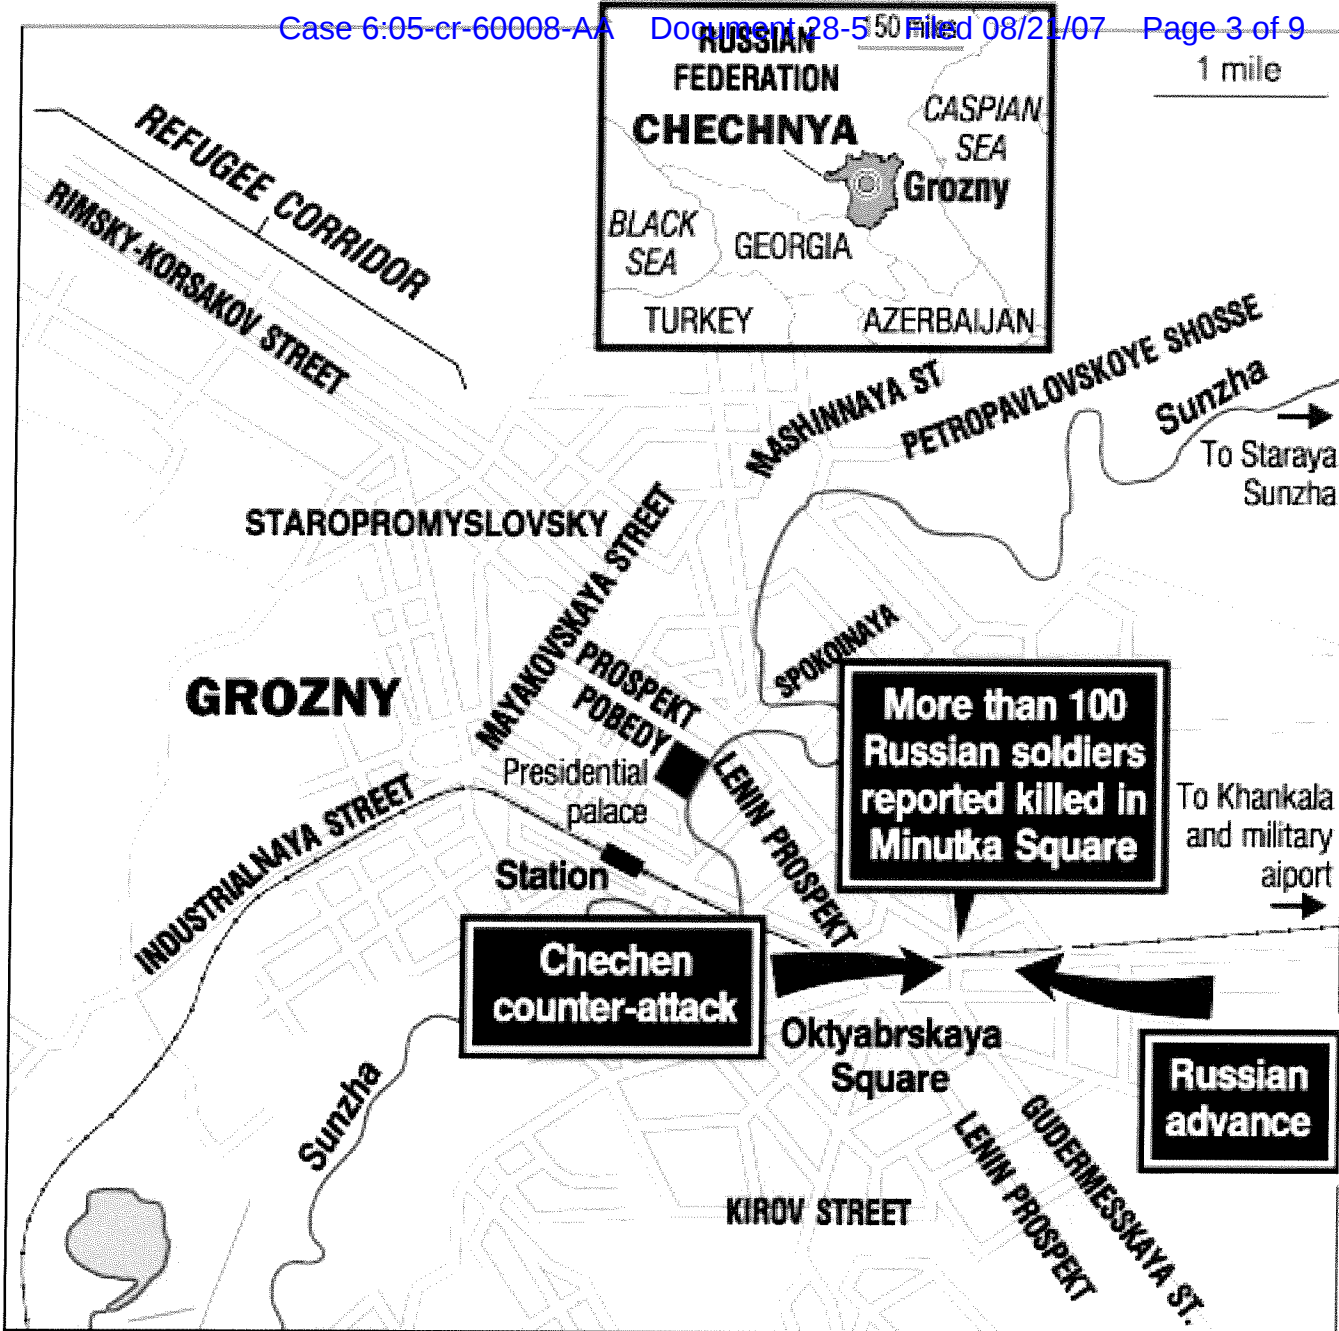 Case 6:05-cr-60008-AA Document 28-5 Filed 08/21/07 Page 3 of 9
150 miles
1 mile
RUSSIAN
FEDERATION
CHECHNYA
CASPIAN
SEA
Grozny
BLACK
SEA
GEORGIA
TURKEY
AZERBAIJAN
REFUGEE CORRIDOR
RIMSKY-KORSAKOV STREET
MASHINNAYA ST
PETROPAVLOVSKOYE SHOSSE
Sunzha
To Staraya
Sunzha
STAROPROMYSLOVSKY
MAYAKOVSKAYA STREET
SPOKOINAYA
PROSPEKT
POBEDY
GROZNY
Presidential
palace
LENIN PROSPEKT
More than 100
Russian soldiers
reported killed in
Minutka Square
To Khankala
and military
aiport
INDUSTRIALNAYA STREET
Station
Chechen
counter-attack
Oktyabrskaya
Square
Russian
advance
Sunzha
KIROV STREET
LENIN PROSPEKT
GUDERMESSKAYA ST.